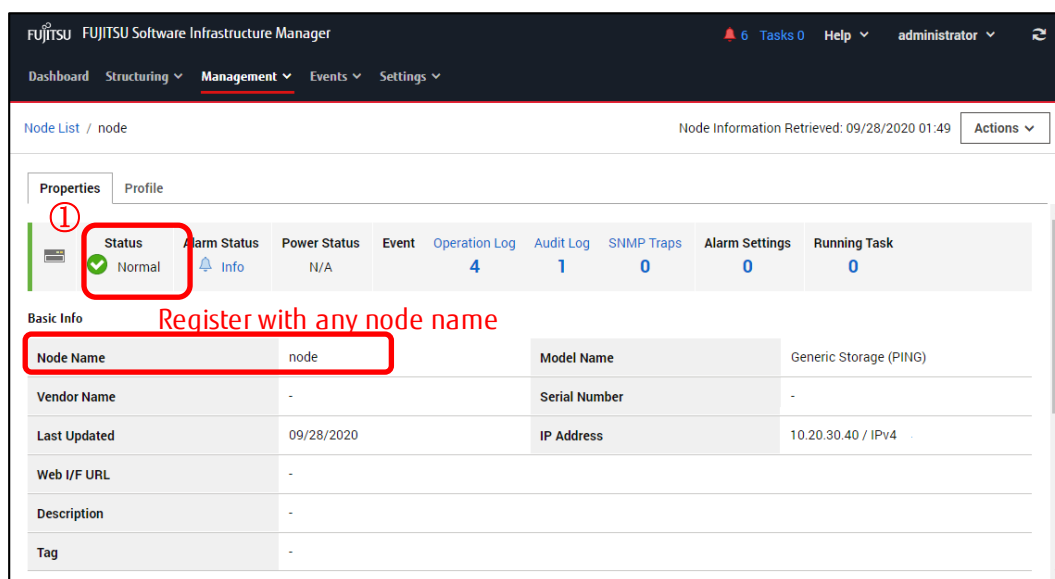 FUJITSU FUJITSU Software Infrastructure Manager 6 Tasks 0 Help administrator
Dashboard Structuring Management Events Settings
Node List / node Node Information Retrieved: 09/28/2020 01:49 Actions
Properties Profile
①
Status Alarm Status Power Status Event Operation Log Audit Log SNMP Traps Alarm Settings Running Task
Normal Info N/A 4 1 0 0 0
Basic Info Register with any node name
Node Name node Model Name Generic Storage (PING)
Vendor Name - Serial Number -
Last Updated 09/28/2020 IP Address 10.20.30.40 / IPv4
Web I/F URL -
Description -
Tag -